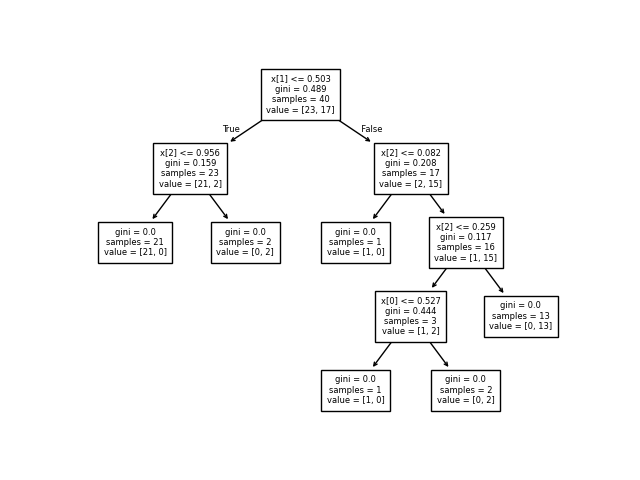 x[1] <= 0.503
gini = 0.489
samples = 40
value = [23, 17]
True
False
x[2] <= 0.956
gini = 0.159
samples = 23
value = [21, 2]
x[2] <= 0.082
gini = 0.208
samples = 17
value = [2, 15]
gini = 0.0
samples = 21
value = [21, 0]
gini = 0.0
samples = 2
value = [0, 2]
gini = 0.0
samples = 1
value = [1, 0]
x[2] <= 0.259
gini = 0.117
samples = 16
value = [1, 15]
x[0] <= 0.527
gini = 0.444
samples = 3
value = [1, 2]
gini = 0.0
samples = 13
value = [0, 13]
gini = 0.0
samples = 1
value = [1, 0]
gini = 0.0
samples = 2
value = [0, 2]